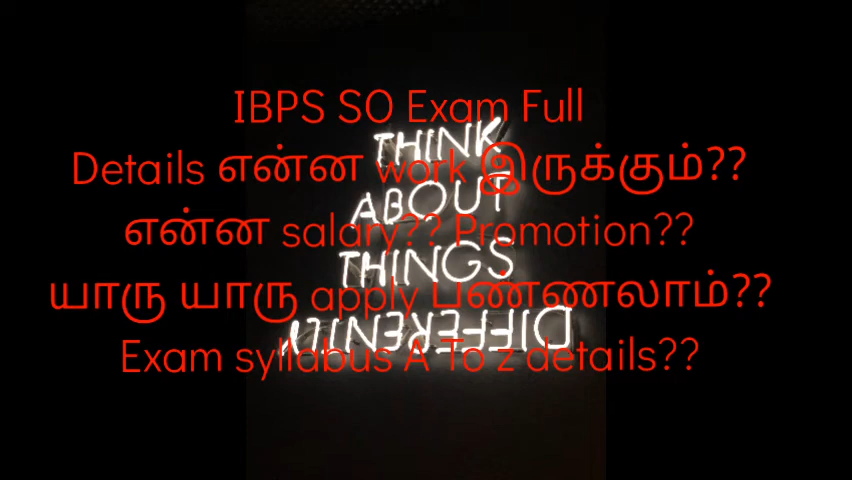 IBPS SO Exam Full
Details என்ன work இருக்கும்??
என்ன salary?? Promotion??
யாரு யாரு apply பண்ணலாம்??
Exam syllabus A To z details??
THINK
ABOUT
THINGS
DIFFERENTLY